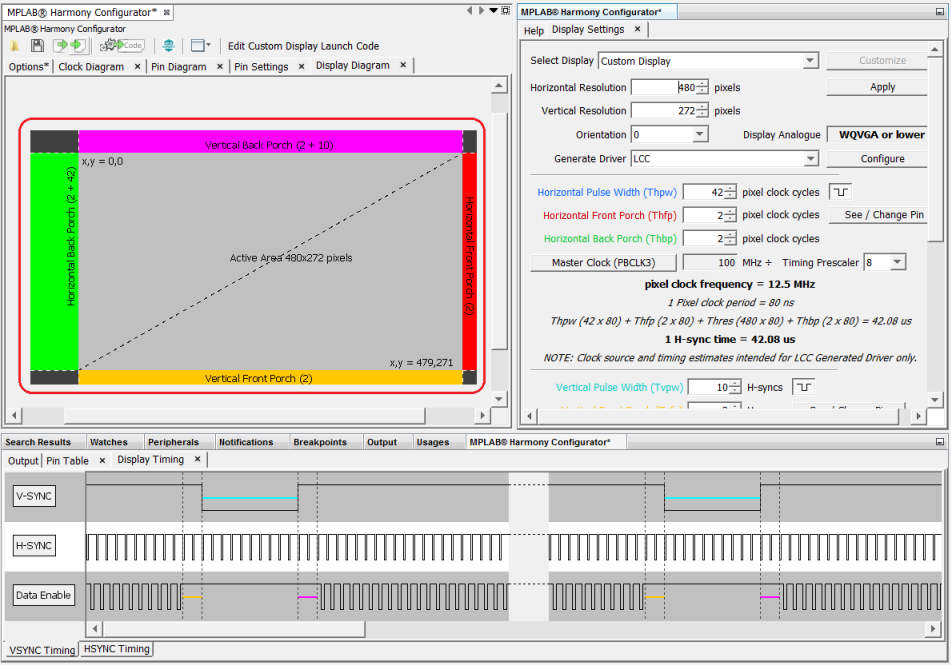 MPLAB® Harmony Configurator*
MPLAB® Harmony Configurator
Code
Edit Custom Display Launch Code
Options* Clock Diagram Pin Diagram Pin Settings Display Diagram
Vertical Back Porch (2 + 10)
x,y = 0,0
Horizontal Back Porch (2 + 42)
Active Area 480x272 pixels
Horizontal Front Porch (2)
x,y = 479,271
Vertical Front Porch (2)
MPLAB® Harmony Configurator*
Help Display Settings
Select Display Custom Display Customize
Horizontal Resolution 480 pixels Apply
Vertical Resolution 272 pixels
Orientation 0 Display Analogue WQVGA or lower
Generate Driver LCC Configure
Horizontal Pulse Width (Thpw) 42 pixel clock cycles
Horizontal Front Porch (Thfp) 2 pixel clock cycles See / Change Pin
Horizontal Back Porch (Thbp) 2 pixel clock cycles
Master Clock (PBCLK3) 100 MHz ÷ Timing Prescaler 8
pixel clock frequency = 12.5 MHz
1 Pixel clock period = 80 ns
Thpw (42 x 80) + Thfp (2 x 80) + Thres (480 x 80) + Thbp (2 x 80) = 42.08 us
1 H-sync time = 42.08 us
NOTE: Clock source and timing estimates intended for LCC Generated Driver only.
Vertical Pulse Width (Tvpw) 10 H-syncs
Search Results Watches Peripherals Notifications Breakpoints Output Usages MPLAB® Harmony Configurator*
Output Pin Table Display Timing
V-SYNC
H-SYNC
Data Enable
VSYNC Timing HSYNC Timing